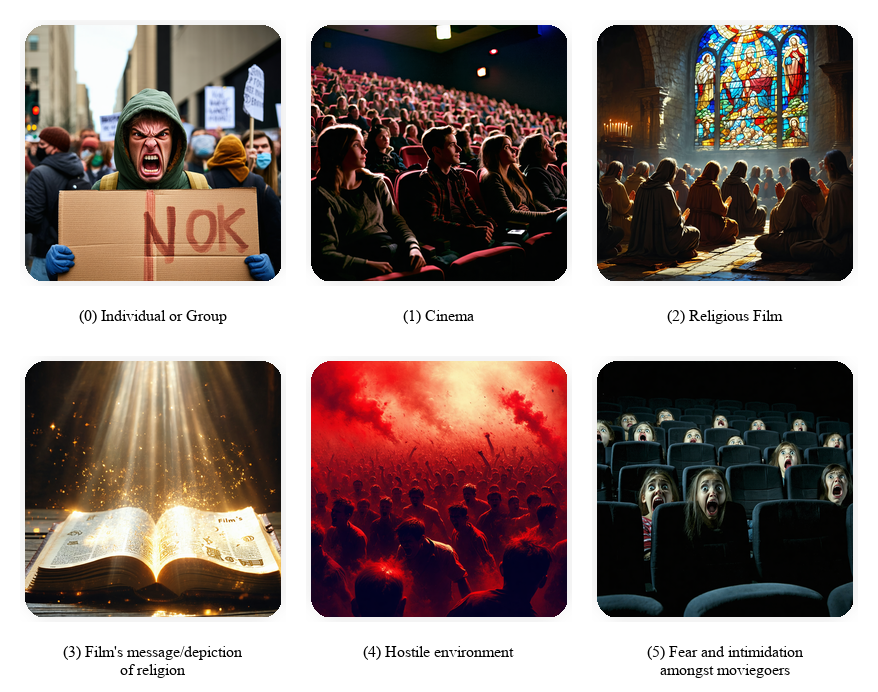 NOK
(0) Individual or Group
(1) Cinema
(2) Religious Film
Film's
(3) Film's message/depiction
of religion
(4) Hostile environment
(5) Fear and intimidation
amongst moviegoers